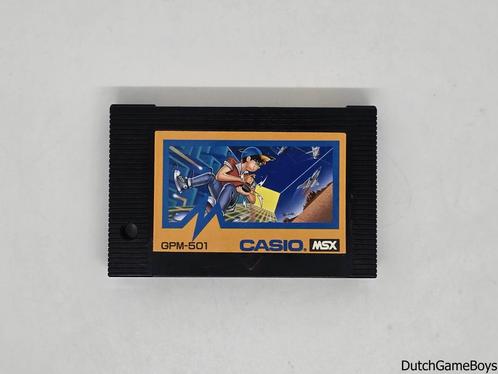 GPM-501 CASIO. MSX
DutchGameBoys